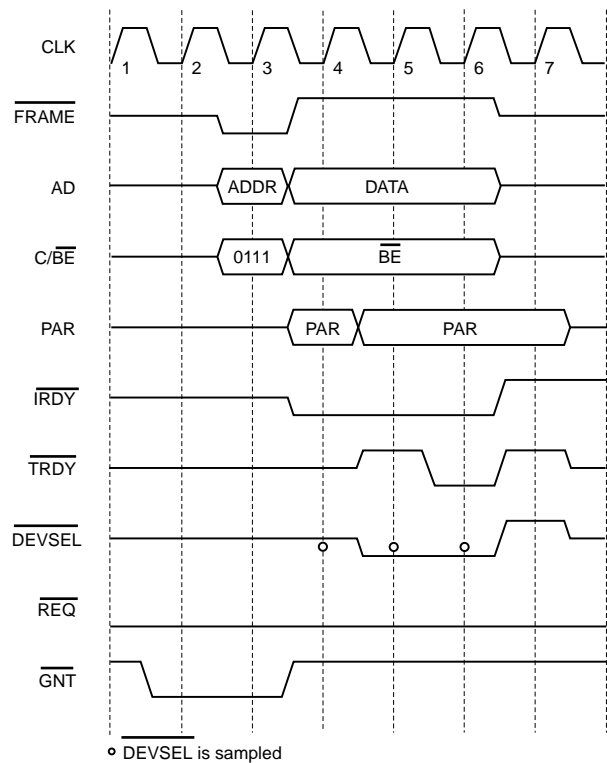 CLK
1 2 3 4 5 6 7
FRAME
AD ADDR DATA
C/BE 0111 BE
PAR PAR PAR
IRDY
TRDY
DEVSEL
REQ
GNT
DEVSEL is sampled